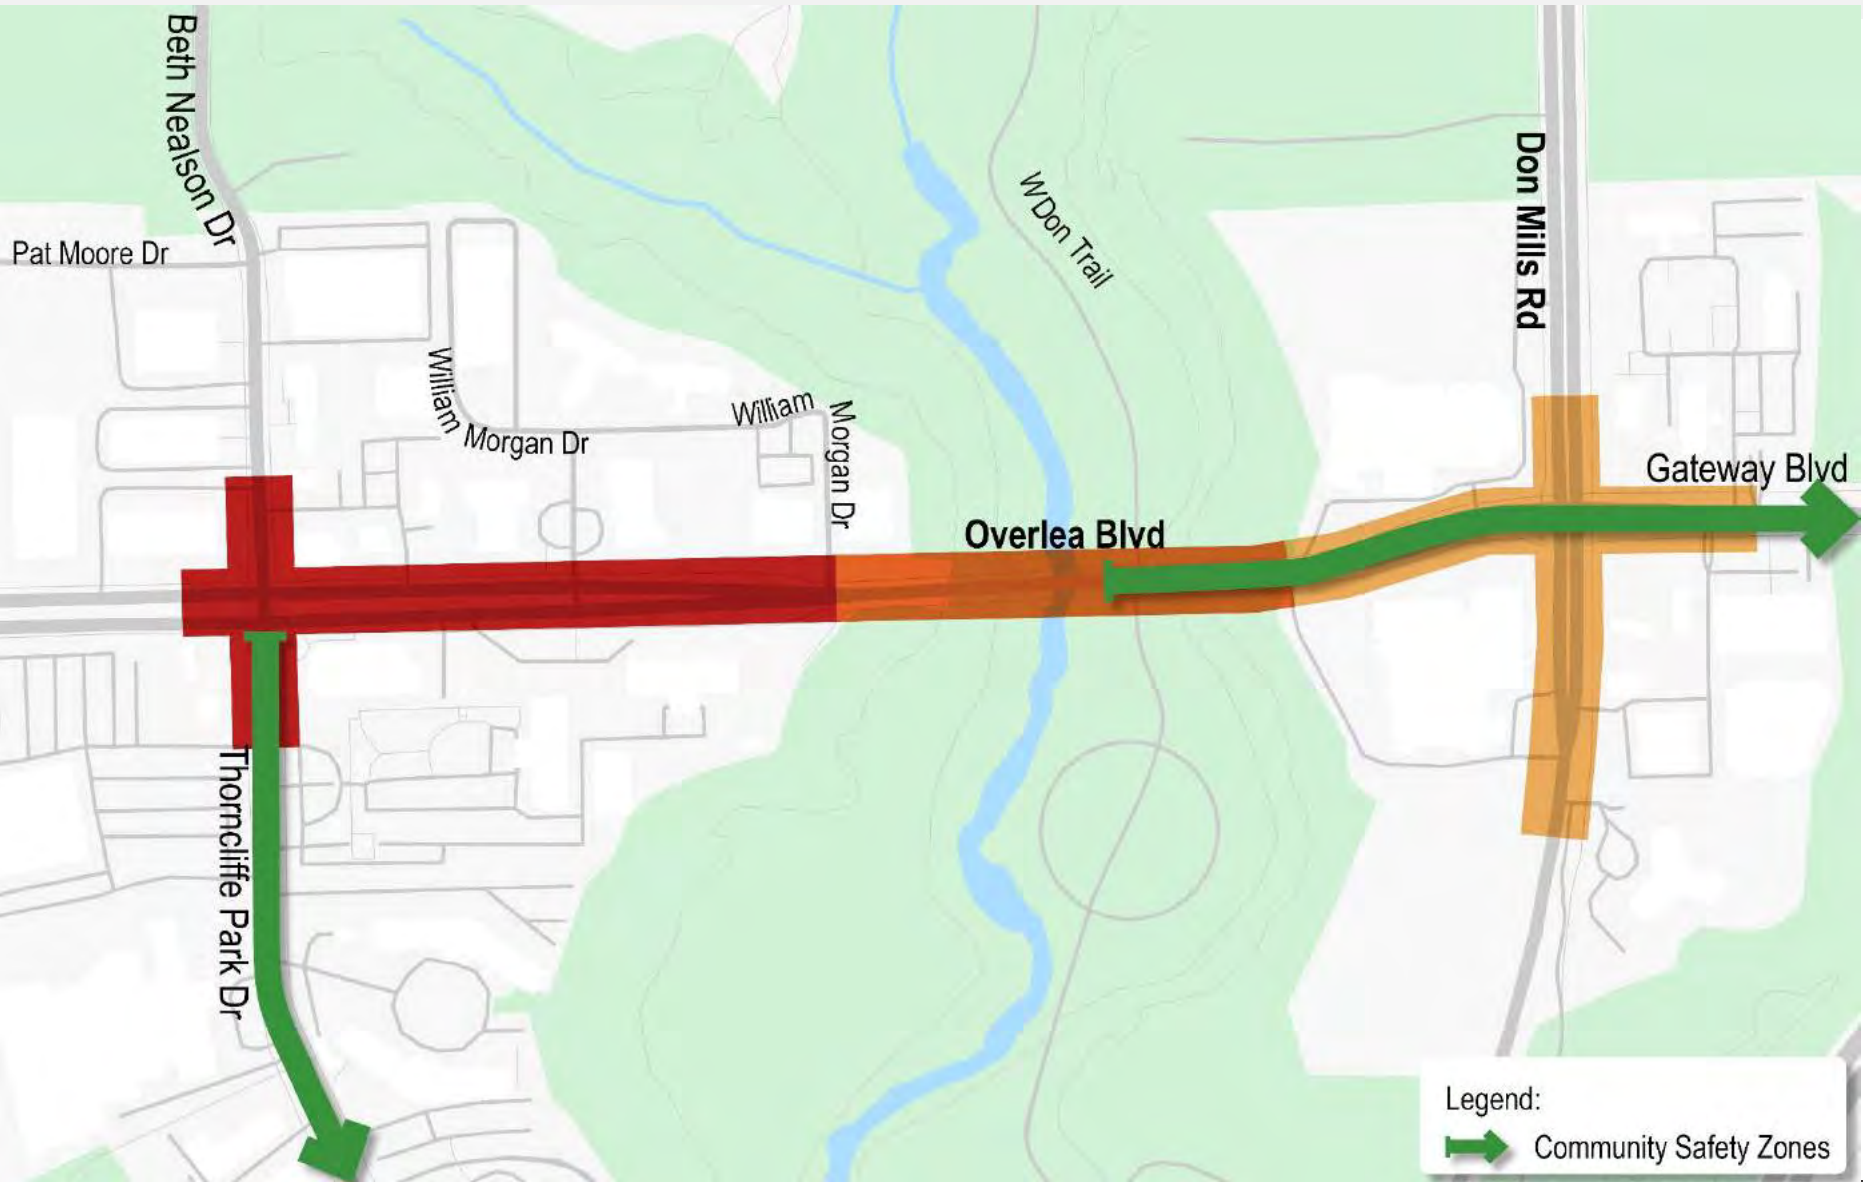 Beth Nealson Dr
Don Mills Rd
W Don Trail
Pat Moore Dr
William
Morgan Dr
William
Morgan Dr
Gateway Blvd
Overlea Blvd
Thorncliffe Park Dr
Legend:
Community Safety Zones